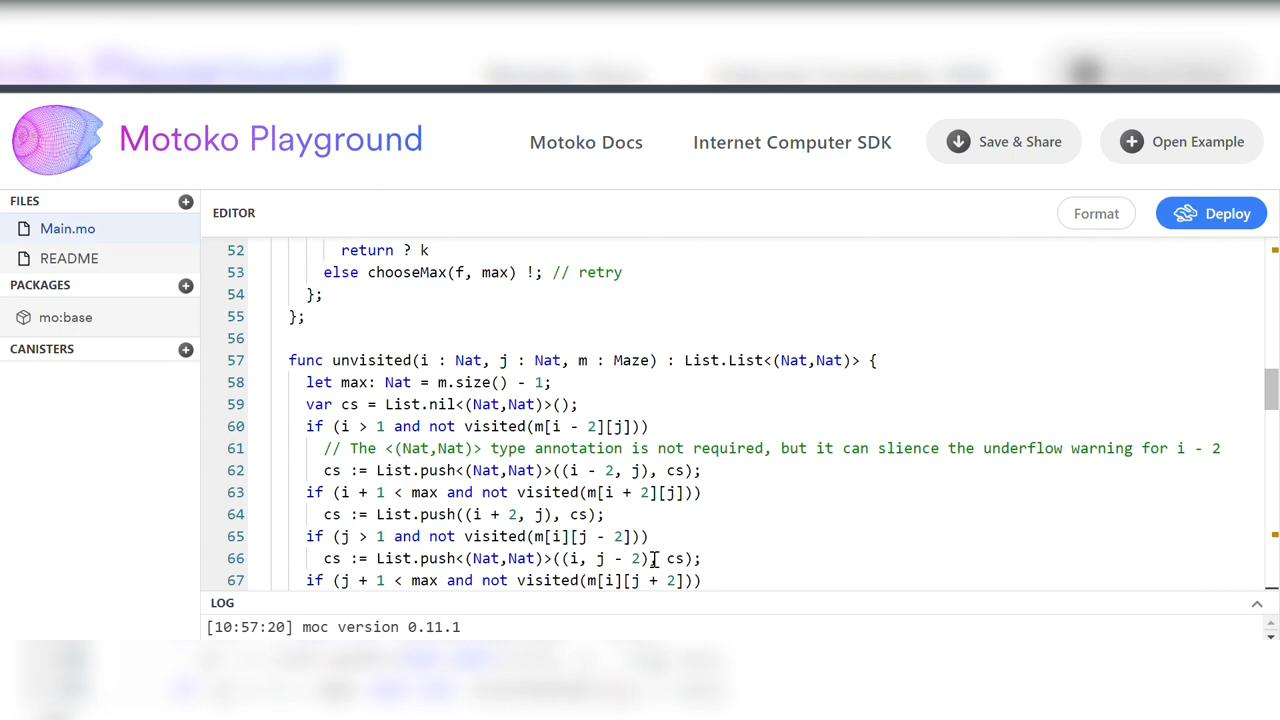 Motoko Playground
Motoko Docs
Internet Computer SDK
Save & Share
Open Example
FILES
Main.mo
README
PACKAGES
mo:base
CANISTERS
EDITOR
Format
Deploy
52 return ? k
53 else chooseMax(f, max) !; // retry
54 };
55 };
56
57 func unvisited(i : Nat, j : Nat, m : Maze) : List.List<(Nat,Nat)> {
58 let max: Nat = m.size() - 1;
59 var cs = List.nil<(Nat,Nat)>();
60 if (i > 1 and not visited(m[i - 2][j]))
61 // The <(Nat,Nat)> type annotation is not required, but it can slience the underflow warning for i - 2
62 cs := List.push<(Nat,Nat)>((i - 2, j), cs);
63 if (i + 1 < max and not visited(m[i + 2][j]))
64 cs := List.push((i + 2, j), cs);
65 if (j > 1 and not visited(m[i][j - 2]))
66 cs := List.push<(Nat,Nat)>((i, j - 2), cs);
67 if (j + 1 < max and not visited(m[i][j + 2]))
LOG
[10:57:20] moc version 0.11.1